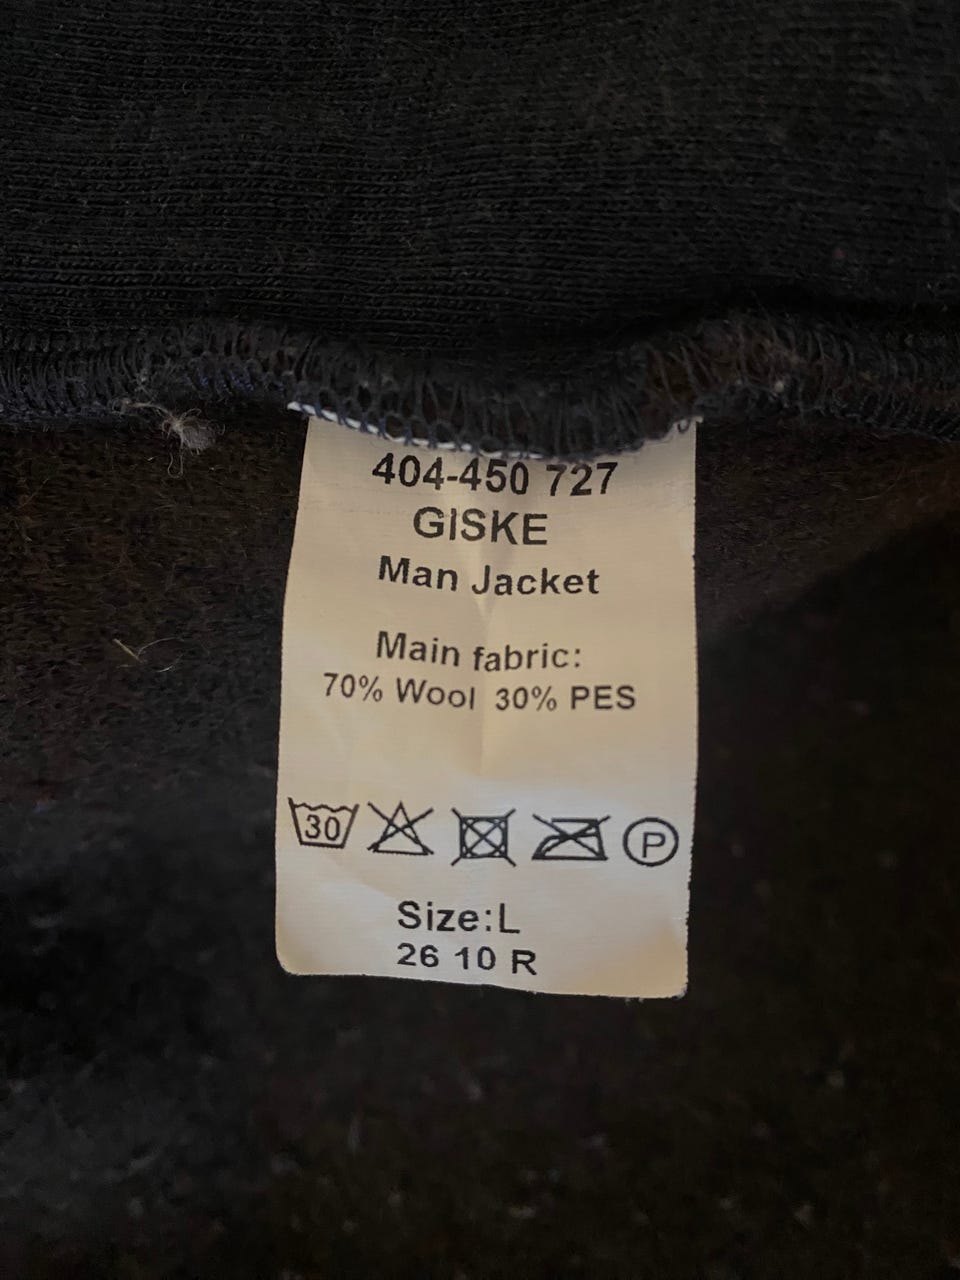 404-450 727
GISKE
Man Jacket
Main fabric:
70% Wool 30% PES
30 P
Size:L
26 10 R